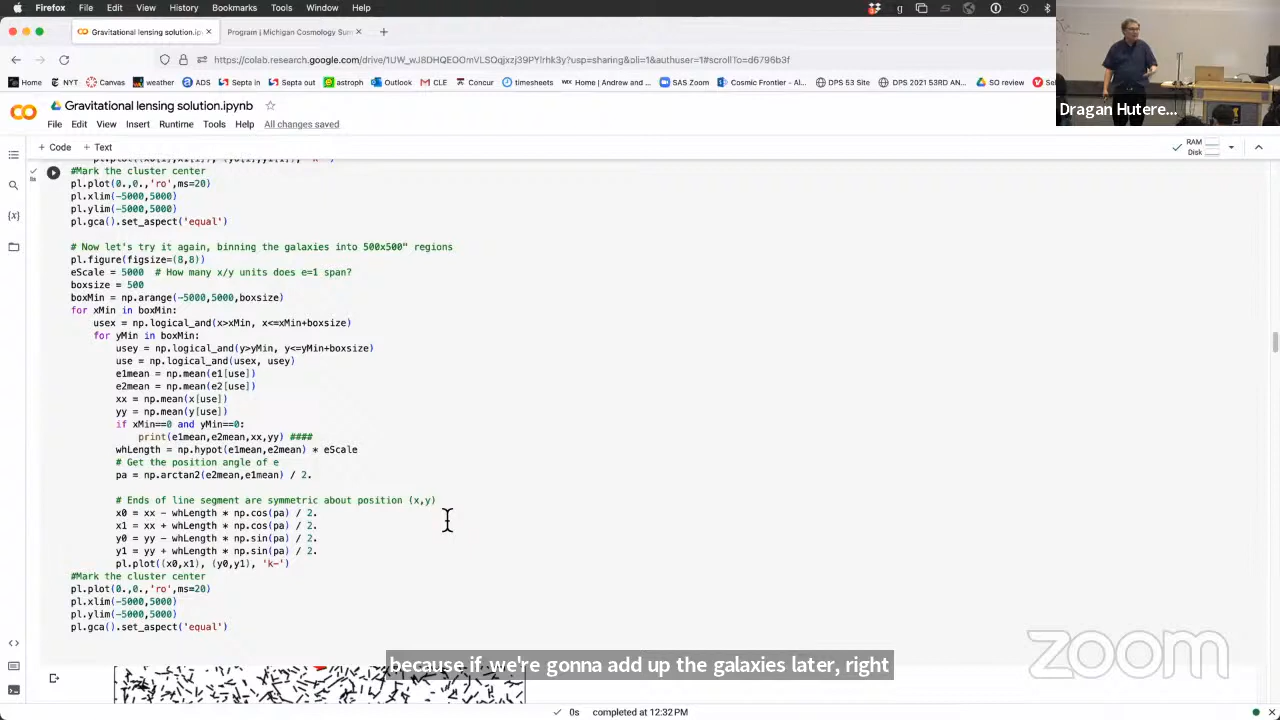 Firefox File Edit View History Bookmarks Tools Window Help
Gravitational lensing solution.ip
Program | Michigan Cosmology Sum
https://colab.research.google.com/drive/1UW_wJ8DHQEOOmVLSQqjxzj39PYlrhk3y?usp=sharing&pli=1&authuser=1#scrollTo=d6796b3f
Home NYT Canvas weather ADS Septa in Septa out astroph Outlook CLE Courses timesheets Home | Andrew and... SAS Zoom Cosmic Frontier – Al... DPS 53 Site DPS 2021 53RD AN... SO review
Dragan Hutere...
Gravitational lensing solution.ipynb
File Edit View Insert Runtime Tools Help All changes saved
+ Code + Text
RAM
Disk
#Mark the cluster center
pl.plot(0.,0.,'ro',ms=20)
pl.xlim(-5000,5000)
pl.ylim(-5000,5000)
pl.gca().set_aspect('equal')
# Now let's try it again, binning the galaxies into 500x500" regions
pl.figure(figsize=(8,8))
eScale = 5000 # How many x/y units does e=1 span?
boxsize = 500
boxMin = np.arange(-5000,5000,boxsize)
for xMin in boxMin:
usex = np.logical_and(x>xMin, x<=xMin+boxsize)
for yMin in boxMin:
usey = np.logical_and(y>yMin, y<=yMin+boxsize)
use = np.logical_and(usex, usey)
e1mean = np.mean(e1[use])
e2mean = np.mean(e2[use])
xx = np.mean(x[use])
yy = np.mean(y[use])
if xMin==0 and yMin==0:
print(e1mean,e2mean,xx,yy) ####
whLength = np.hypot(e1mean,e2mean) * eScale
# Get the position angle of e
pa = np.arctan2(e2mean,e1mean) / 2.
# Ends of line segment are symmetric about position (x,y)
x0 = xx - whLength * np.cos(pa) / 2.
x1 = xx + whLength * np.cos(pa) / 2.
y0 = yy - whLength * np.sin(pa) / 2.
y1 = yy + whLength * np.sin(pa) / 2.
pl.plot((x0,x1), (y0,y1), 'k-')
#Mark the cluster center
pl.plot(0.,0.,'ro',ms=20)
pl.xlim(-5000,5000)
pl.ylim(-5000,5000)
pl.gca().set_aspect('equal')
because if we're gonna add up the galaxies later, right
zoom
0s completed at 12:32 PM